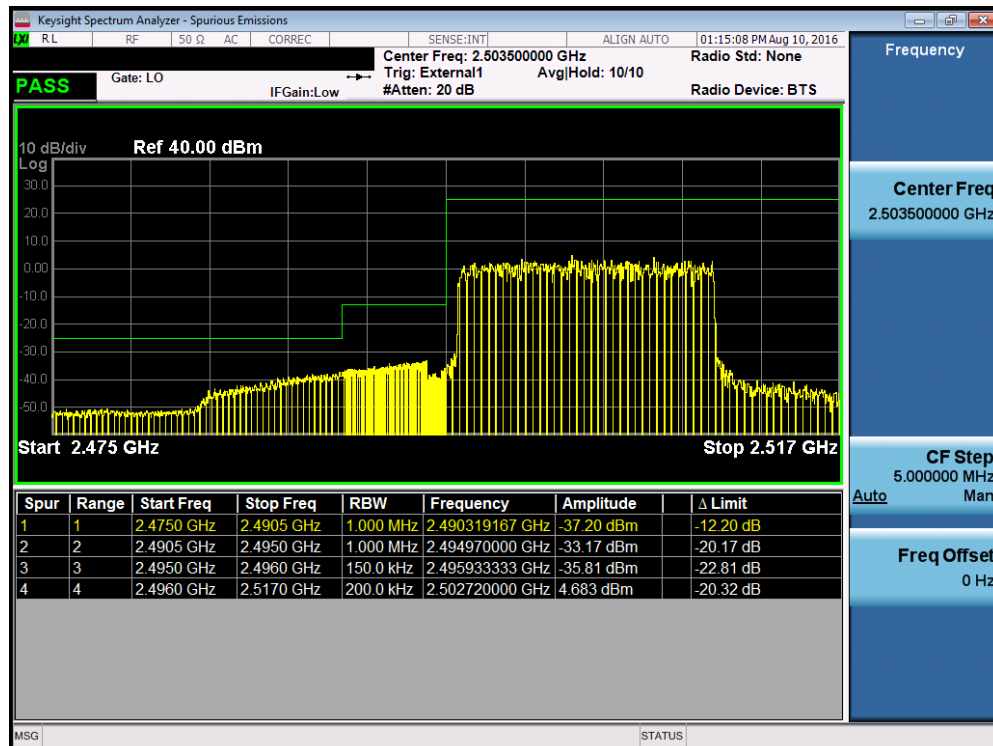 Keysight Spectrum Analyzer - Spurious Emissions
LXI RL RF 50 Ω AC CORREC SENSE:INT ALIGN AUTO 01:15:08 PM Aug 10, 2016
Center Freq: 2.503500000 GHz Radio Std: None
Gate: LO Trig: External1 Avg|Hold: 10/10
PASS IFGain:Low #Atten: 20 dB Radio Device: BTS
10 dB/div Ref 40.00 dBm
Log
30.0
20.0
10.0
0.00
-10.0
-20.0
-30.0
-40.0
-50.0
Start 2.475 GHz Stop 2.517 GHz
Spur Range Start Freq Stop Freq RBW Frequency Amplitude Δ Limit
1 1 2.4750 GHz 2.4905 GHz 1.000 MHz 2.490319167 GHz -37.20 dBm -12.20 dB
2 2 2.4905 GHz 2.4950 GHz 1.000 MHz 2.494970000 GHz -33.17 dBm -20.17 dB
3 3 2.4950 GHz 2.4960 GHz 150.0 kHz 2.495933333 GHz -35.81 dBm -22.81 dB
4 4 2.4960 GHz 2.5170 GHz 200.0 kHz 2.502720000 GHz 4.683 dBm -20.32 dB
MSG STATUS
Frequency
Center Freq
2.503500000 GHz
CF Step
5.000000 MHz
Auto Man
Freq Offset
0 Hz